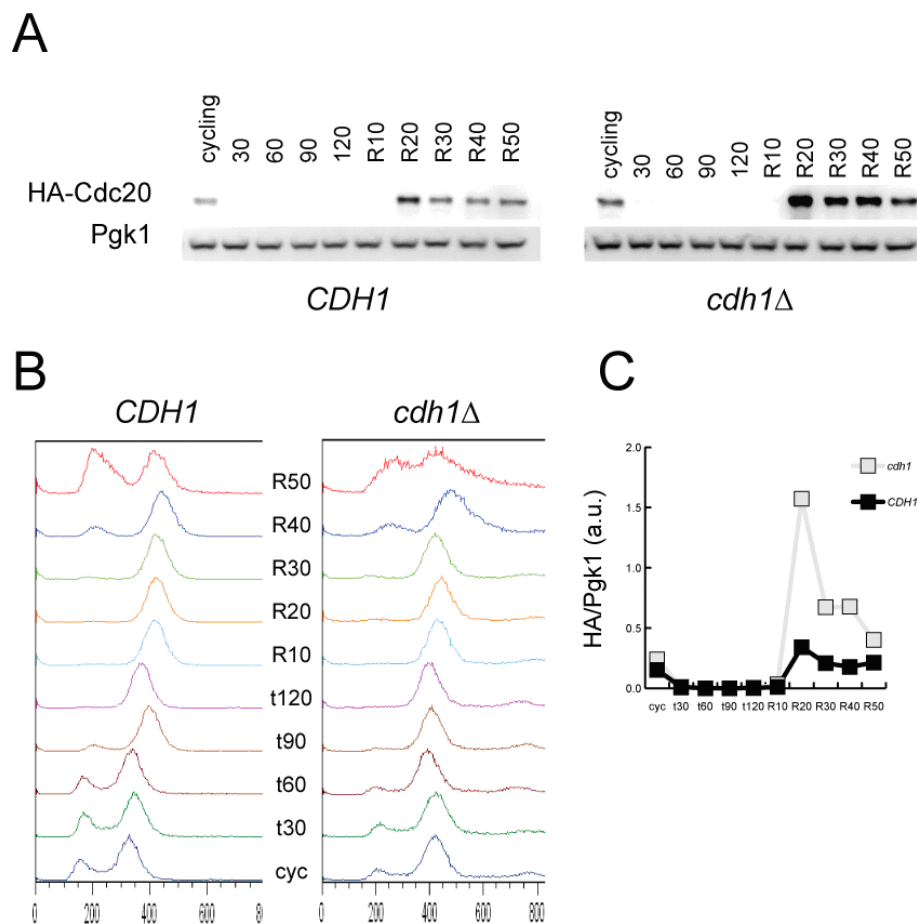 A
cycling 30 60 90 120 R10 R20 R30 R40 R50
cycling 30 60 90 120 R10 R20 R30 R40 R50
HA-Cdc20
Pgk1
CDH1
cdh1Δ
B
CDH1
cdh1Δ
R50
R40
R30
R20
R10
t120
t90
t60
t30
cyc
0 200 400 600 80
0 200 400 600 800
C
HA/Pgk1 (a.u.)
2.0
1.5
1.0
0.5
0.0
cyc t30 t60 t90 t120 R10 R20 R30 R40 R50
cdh1
CDH1